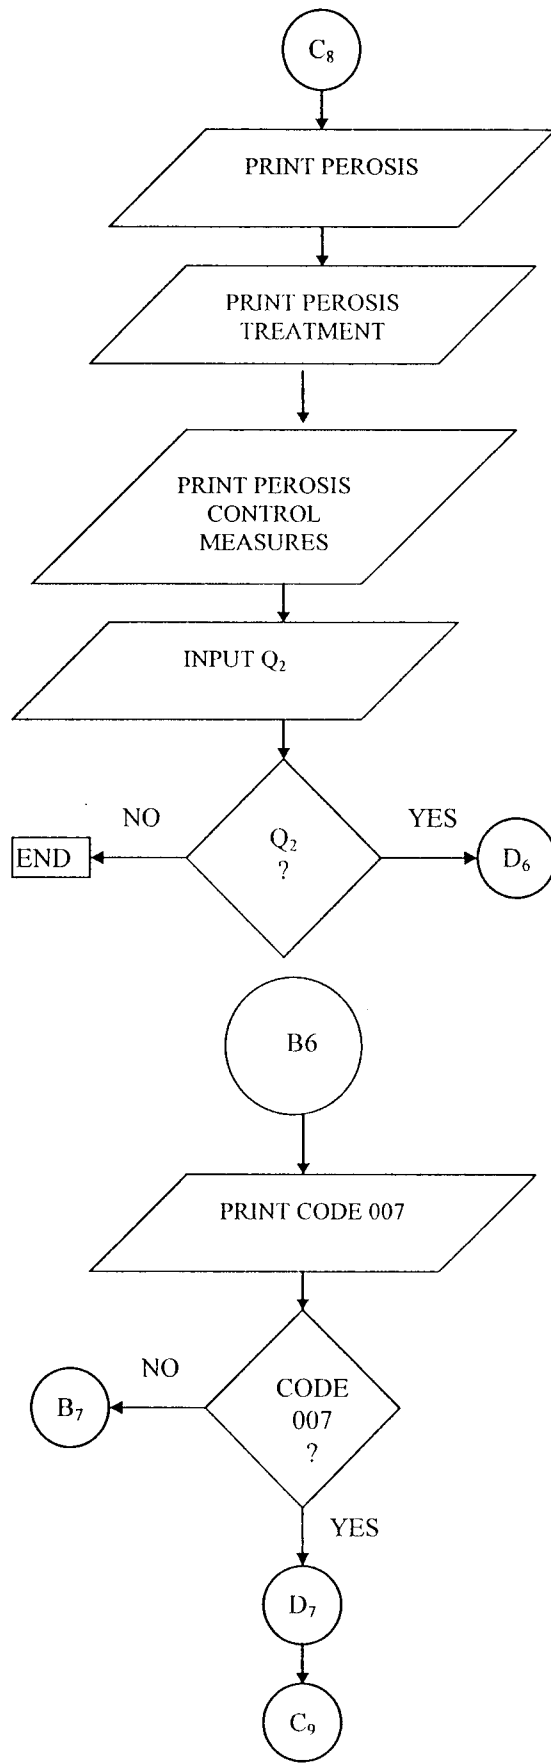 C₈
PRINT PEROSIS
PRINT PEROSIS
TREATMENT
PRINT PEROSIS
CONTROL
MEASURES
INPUT Q₂
NO
YES
END
Q₂
?
D₆
B6
PRINT CODE 007
NO
B₇
CODE
007
?
YES
D₇
C₉